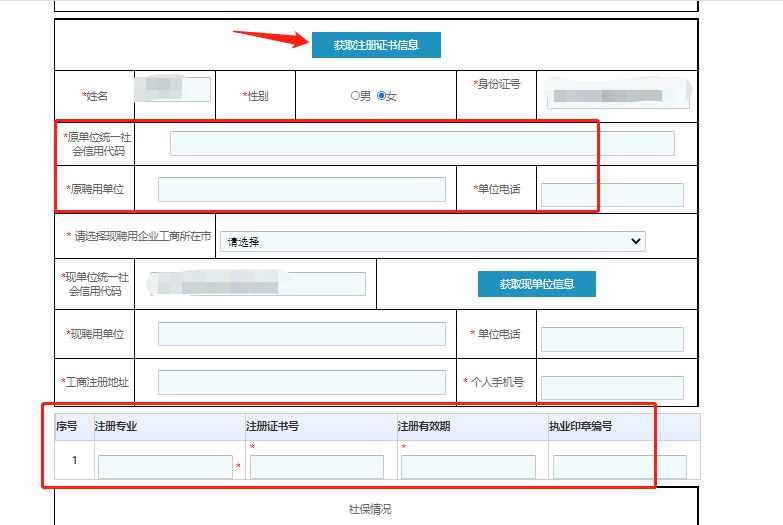 获取注册证书信息
*姓名 *性别 男 女 *身份证号
*原单位统一社
会信用代码
*原聘用单位 *单位电话
* 请选择现聘用企业工商所在市 请选择
*现单位统一社
会信用代码 获取现单位信息
*现聘用单位 * 单位电话
*工商注册地址 * 个人手机号
序号 注册专业 注册证书号 注册有效期 执业印章编号
1 * * *
社保情况